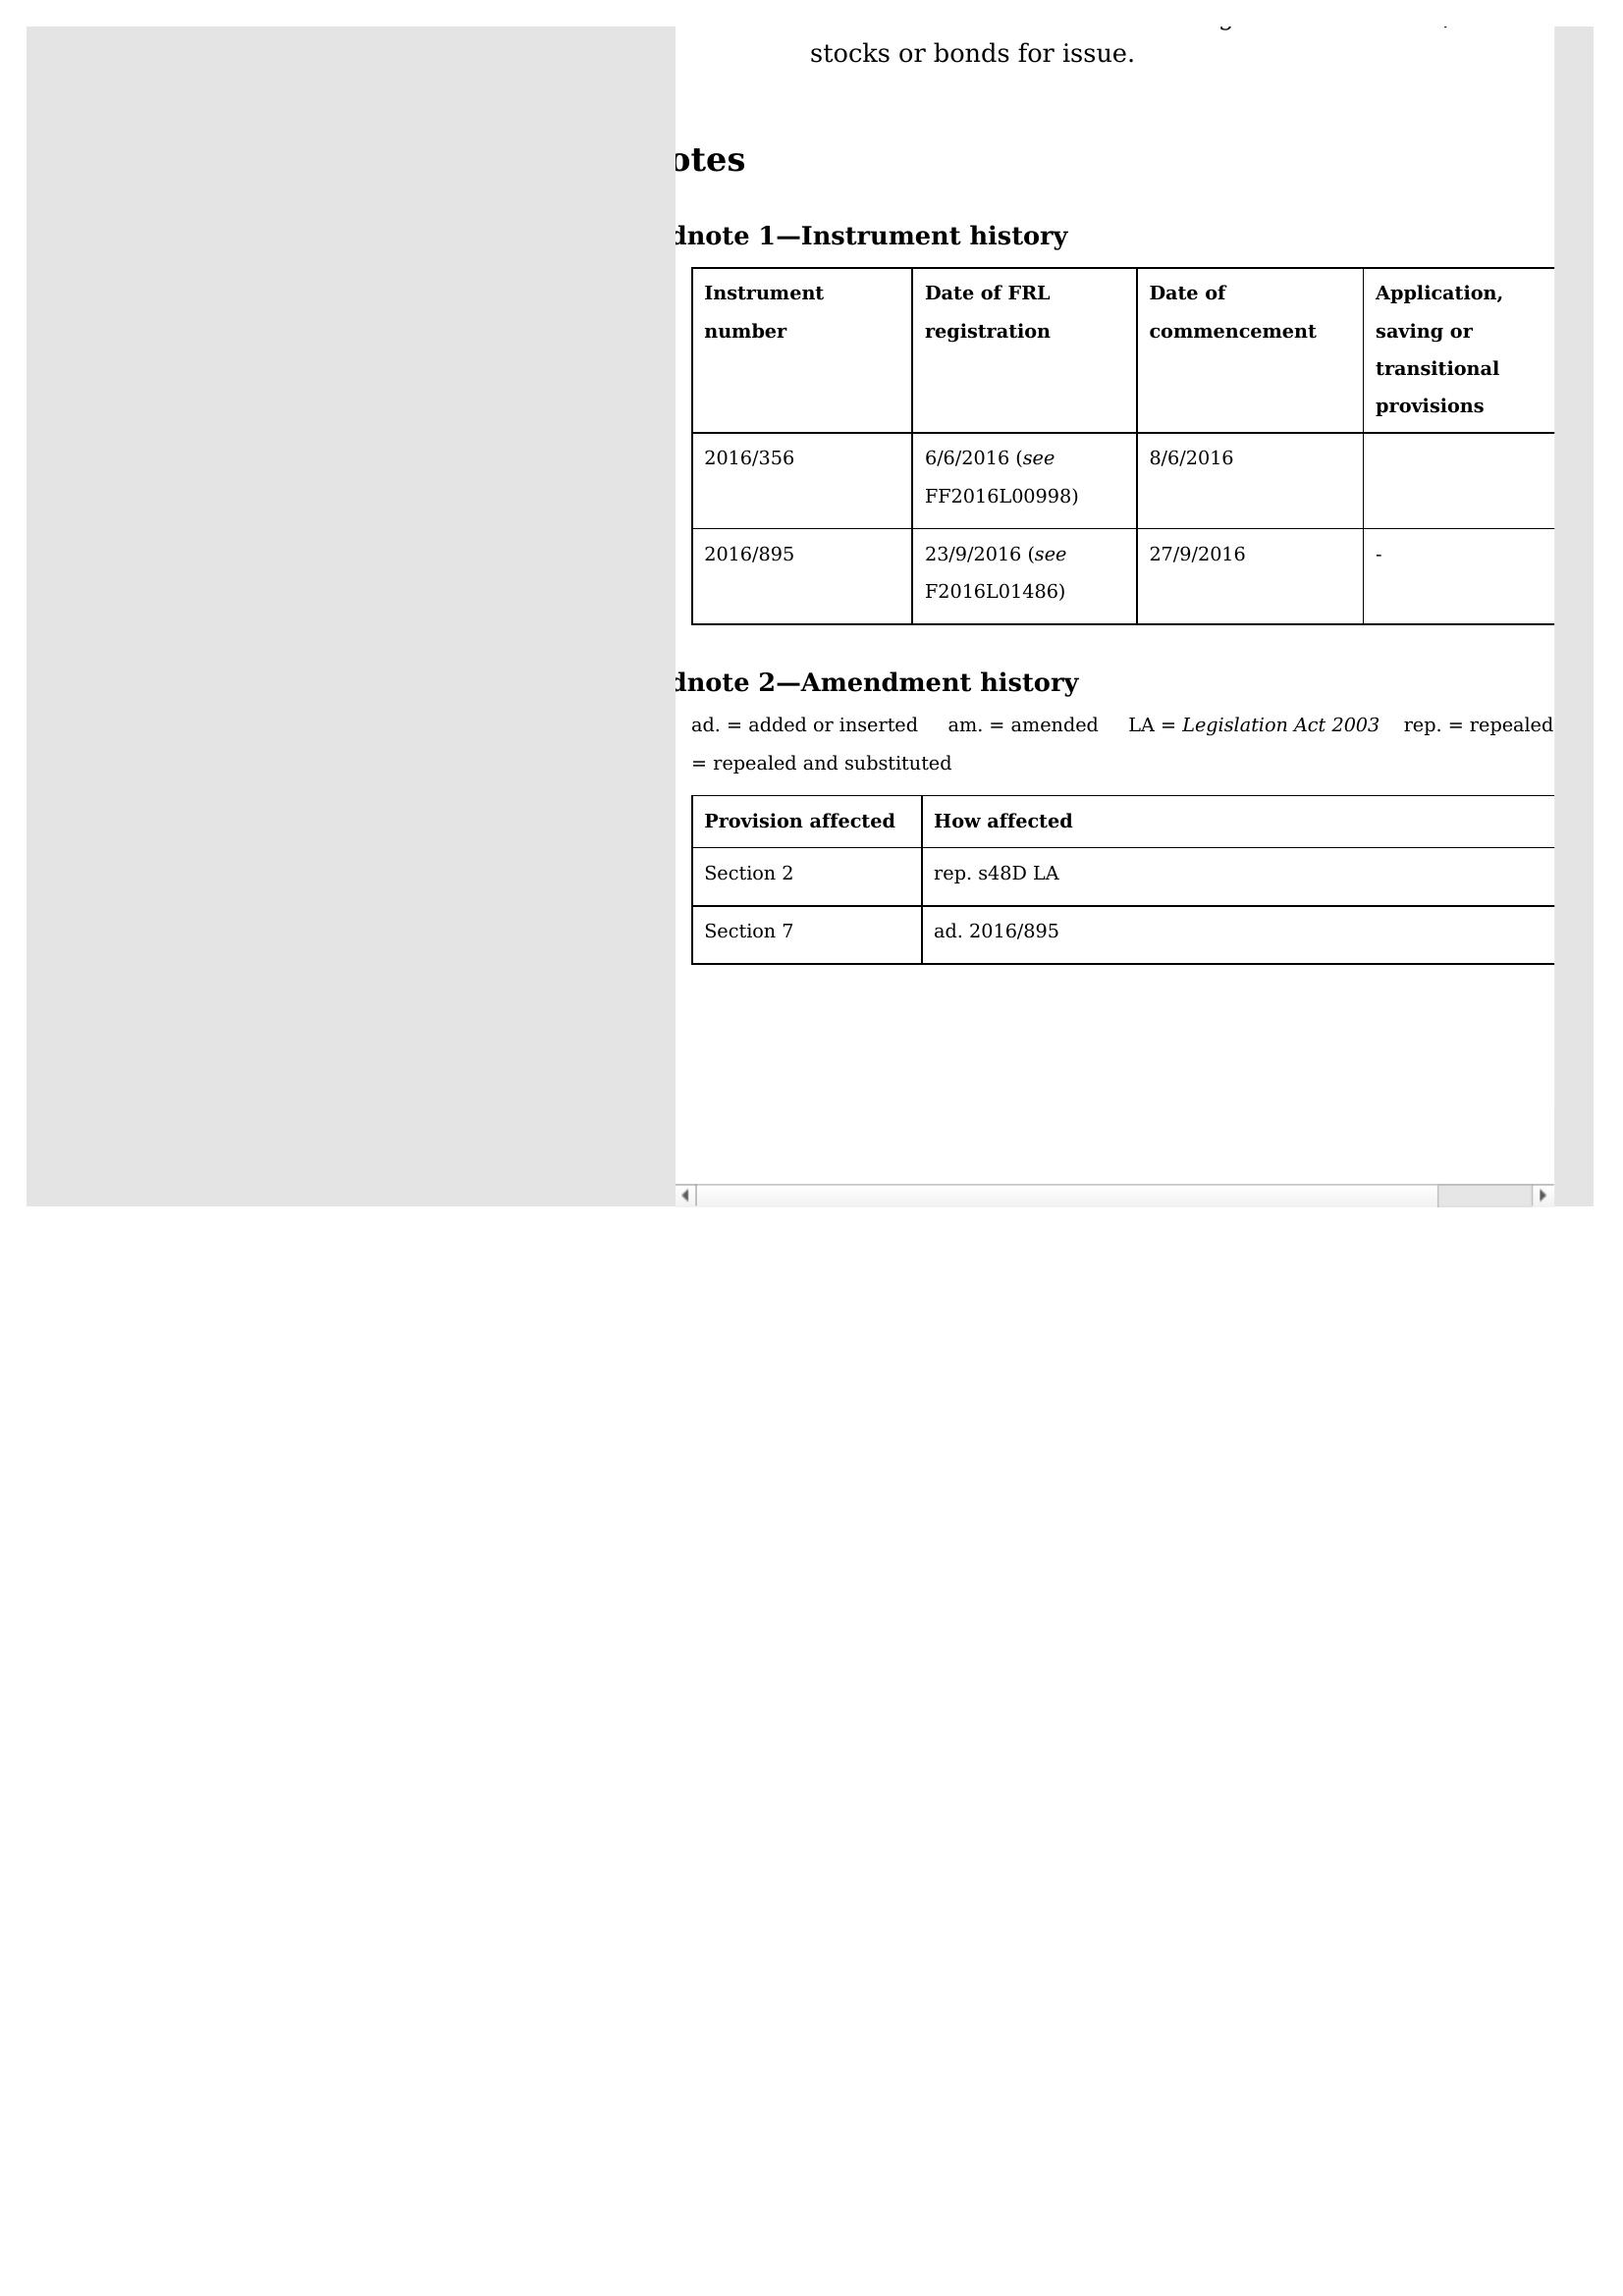 stocks or bonds for issue.
otes
dnote 1—Instrument history
Instrument number	Date of FRL registration	Date of commencement	Application, saving or transitional provisions
2016/356	6/6/2016 (see FF2016L00998)	8/6/2016
2016/895	23/9/2016 (see F2016L01486)	27/9/2016	-
dnote 2—Amendment history
ad. = added or inserted am. = amended LA = Legislation Act 2003 rep. = repealed
= repealed and substituted
Provision affected	How affected
Section 2	rep. s48D LA
Section 7	ad. 2016/895